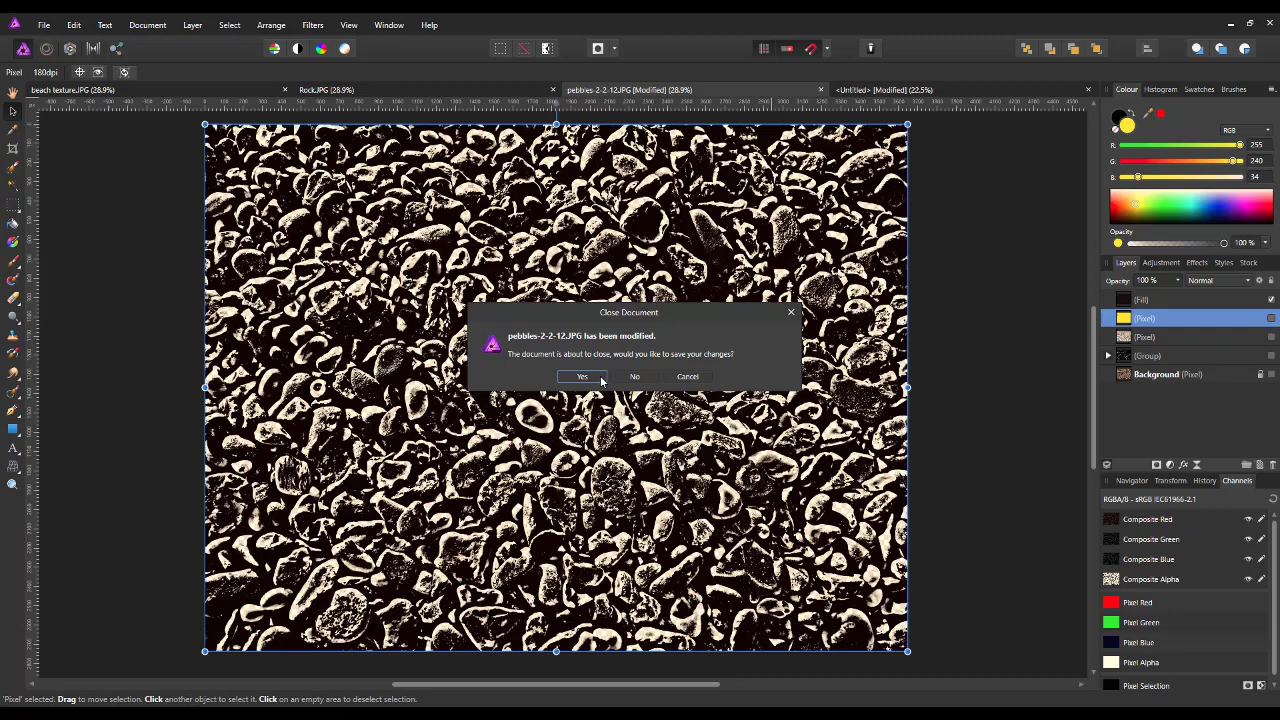 File Edit Text Document Layer Select Arrange Filters View Window Help
Pixel 180dpi
beach texture.JPG (28.9%)
Rock.JPG (28.9%)
pebbles-2-2-12.JPG [Modified] (28.9%)
<Untitled> [Modified] (22.5%)
Colour Histogram Swatches Brushes
RGB
R: 255
G: 240
B: 34
Opacity
100 %
Layers Adjustment Effects Styles Stock
Opacity: 100 % Normal
(Fill)
(Pixel)
(Pixel)
(Group)
Background (Pixel)
Close Document
pebbles-2-2-12.JPG has been modified.
The document is about to close, would you like to save your changes?
Yes No Cancel
Navigator Transform History Channels
RGBA/8 - sRGB IEC61966-2.1
Composite Red
Composite Green
Composite Blue
Composite Alpha
Pixel Red
Pixel Green
Pixel Blue
Pixel Alpha
Pixel Selection
'Pixel' selected. Drag to move selection. Click another object to select it. Click on an empty area to deselect selection.